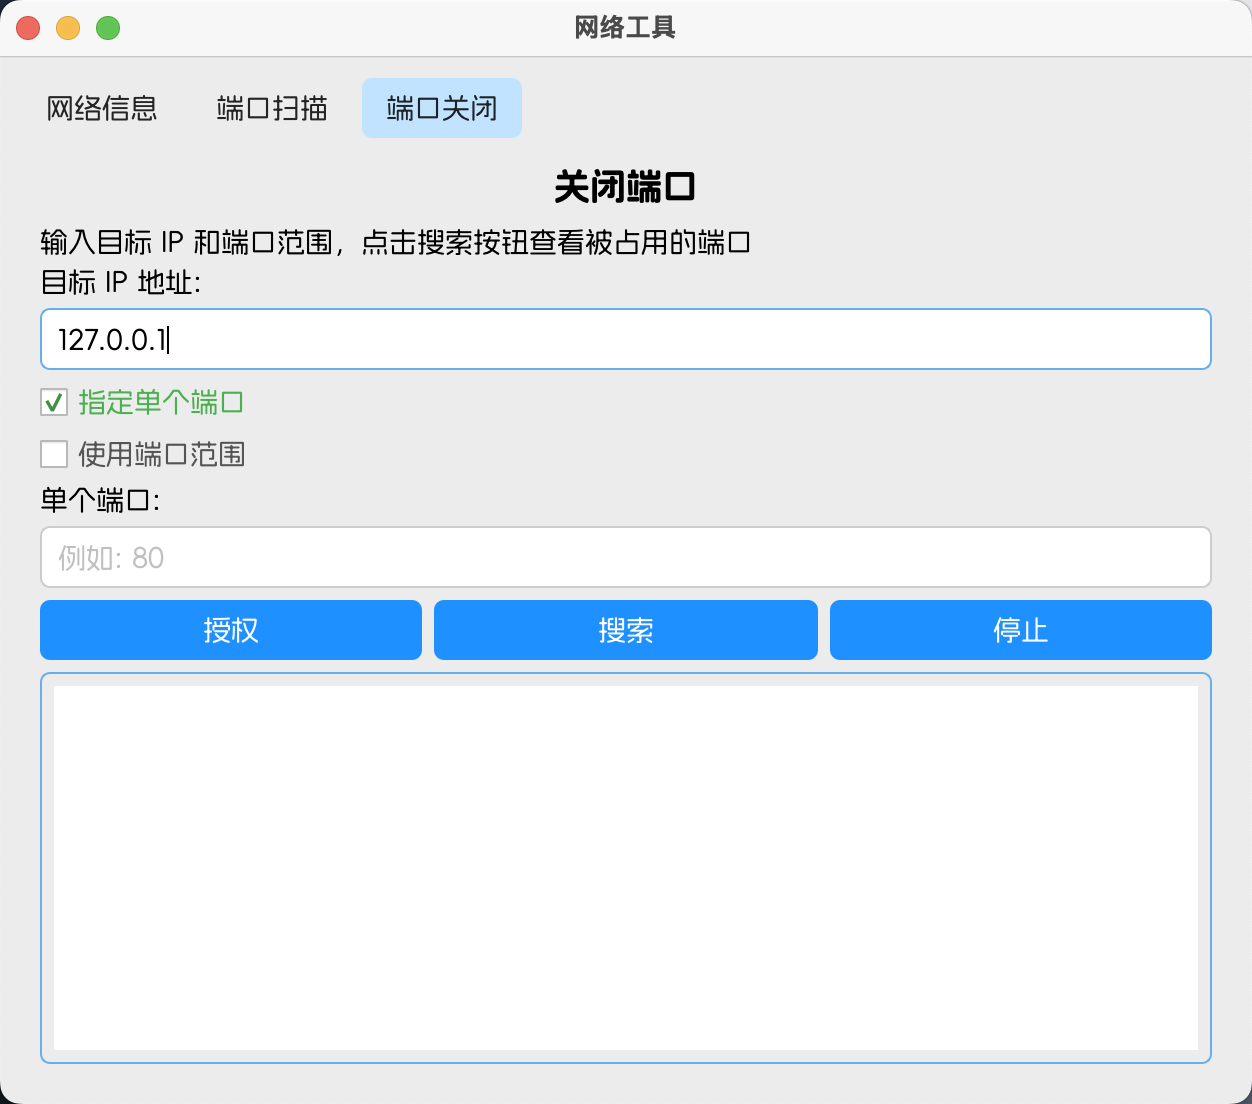 网络工具
网络信息 端口扫描 端口关闭
关闭端口
输入目标 IP 和端口范围，点击搜索按钮查看被占用的端口
目标 IP 地址:
127.0.0.1
指定单个端口
使用端口范围
单个端口:
例如: 80
授权 搜索 停止